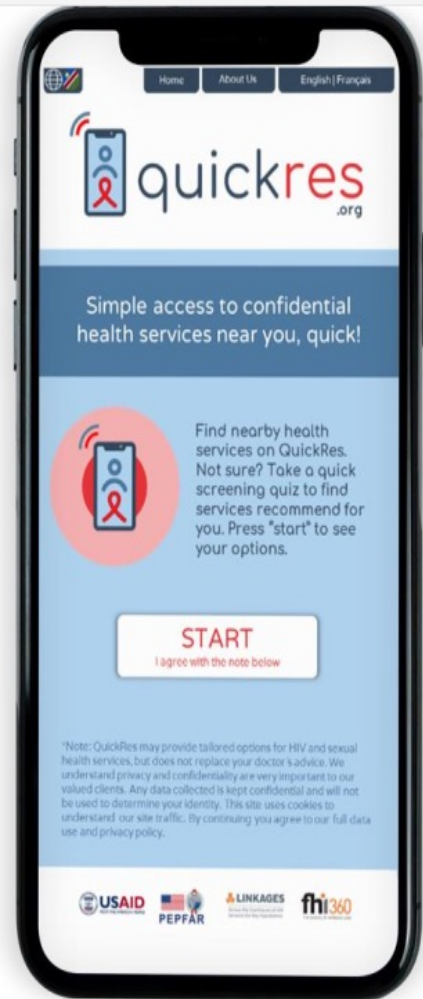 Home
About Us
English | Français
quickres
.org
Simple access to confidential
health services near you, quick!
Find nearby health
services on QuickRes.
Not sure? Take a quick
screening quiz to find
services recommend for
you. Press "start" to see
your options.
START
I agree with the note below
*Note: QuickRes may provide tailored options for HIV and sexual
health services, but does not replace your doctor's advice. We
understand privacy and confidentiality are very important to our
valued clients. Any data collected is kept confidential and will not
be used to determine your identity. This site uses cookies to
understand our site traffic. By continuing you agree to our full data
use and privacy policy.
USAID
PEPFAR
LINKAGES
fhi360